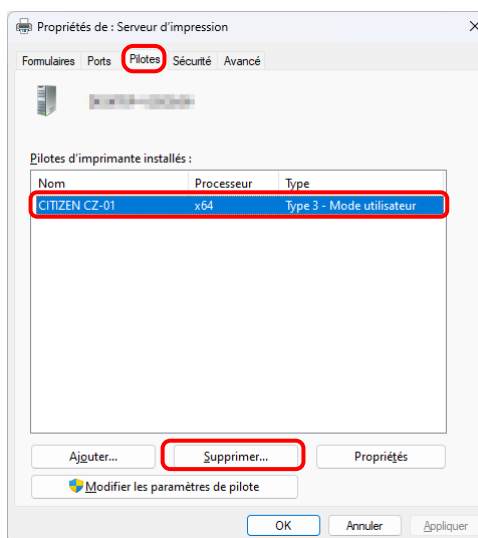 Propriétés de : Serveur d'impression
Formulaires Ports Pilotes Sécurité Avancé
Pilotes d'imprimante installés :
Nom Processeur Type
CITIZEN CZ-01 x64 Type 3 - Mode utilisateur
Ajouter... Supprimer... Propriétés
Modifier les paramètres de pilote
OK Annuler Appliquer